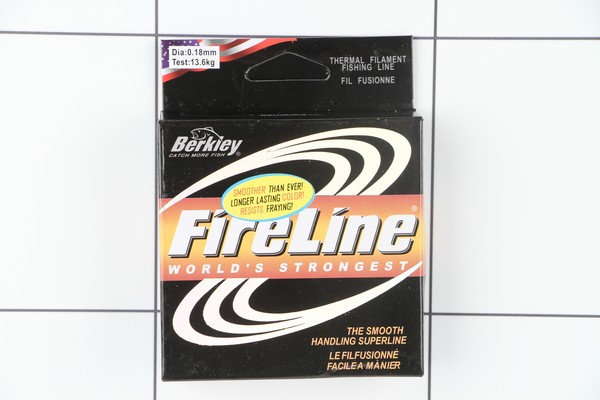 Dia:0.18mm
Test:13.6kg
THERMAL FILAMENT
FISHING LINE
FIL FUSIONNE
Berkley
CATCH MORE FISH
SMOOTHER THAN EVER!
LONGER LASTING COLOR!
RESISTS FRAYING!
FireLine®
WORLD'S STRONGEST
THE SMOOTH
HANDLING SUPERLINE
LE FILFUSIONNÉ
FACILEA MANIER